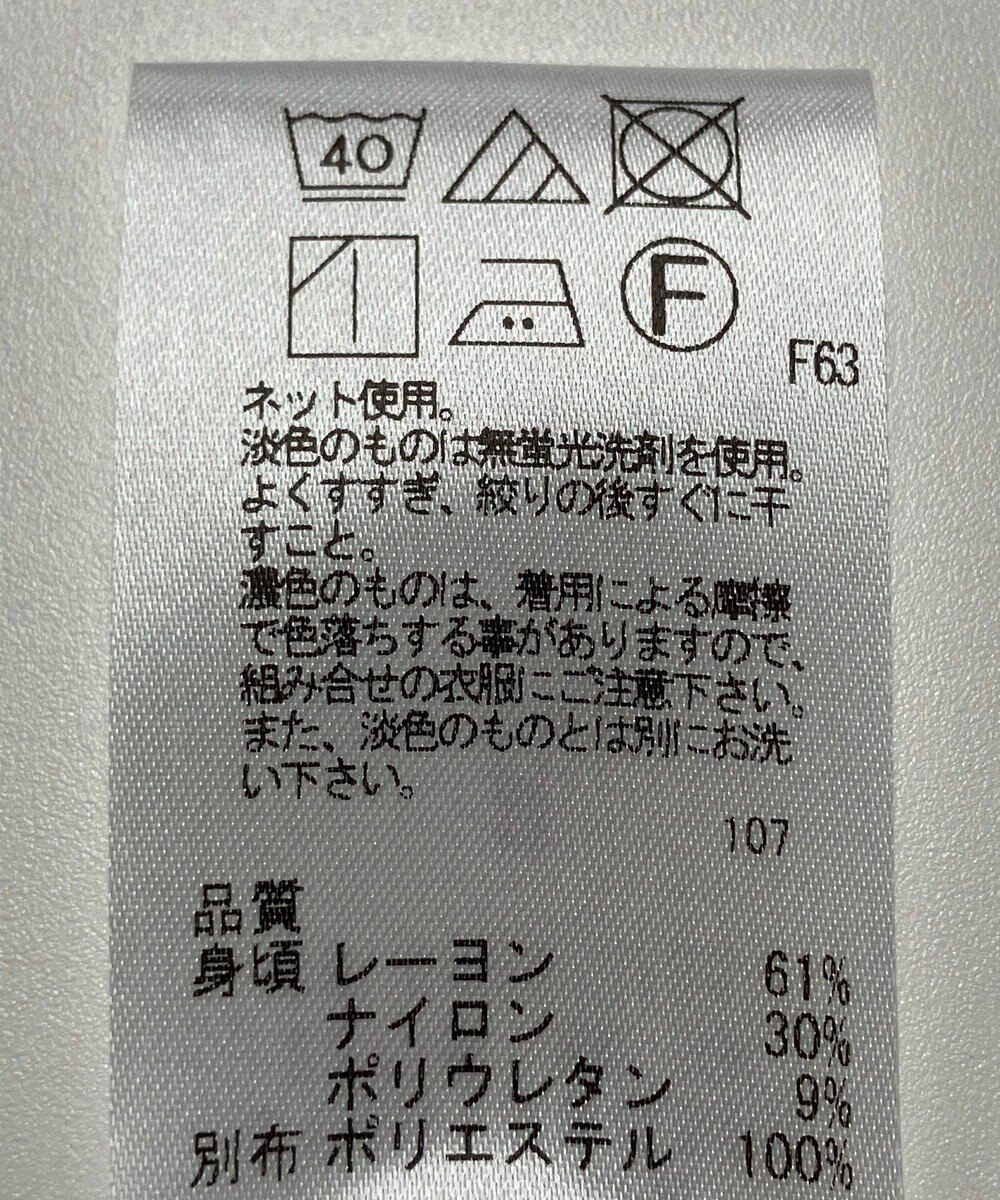 40
F
F63
ネット使用。
淡色のものは無蛍光洗剤を使用。
よくすすぎ、絞りの後すぐに干
すこと。
濃色のものは、着用による摩擦
で色落ちする事がありますので、
組み合せの衣服にご注意下さい。
また、淡色のものとは別にお洗
い下さい。
107
品質
身頃 レーヨン 61%
ナイロン 30%
ポリウレタン 9%
別布 ポリエステル 100%